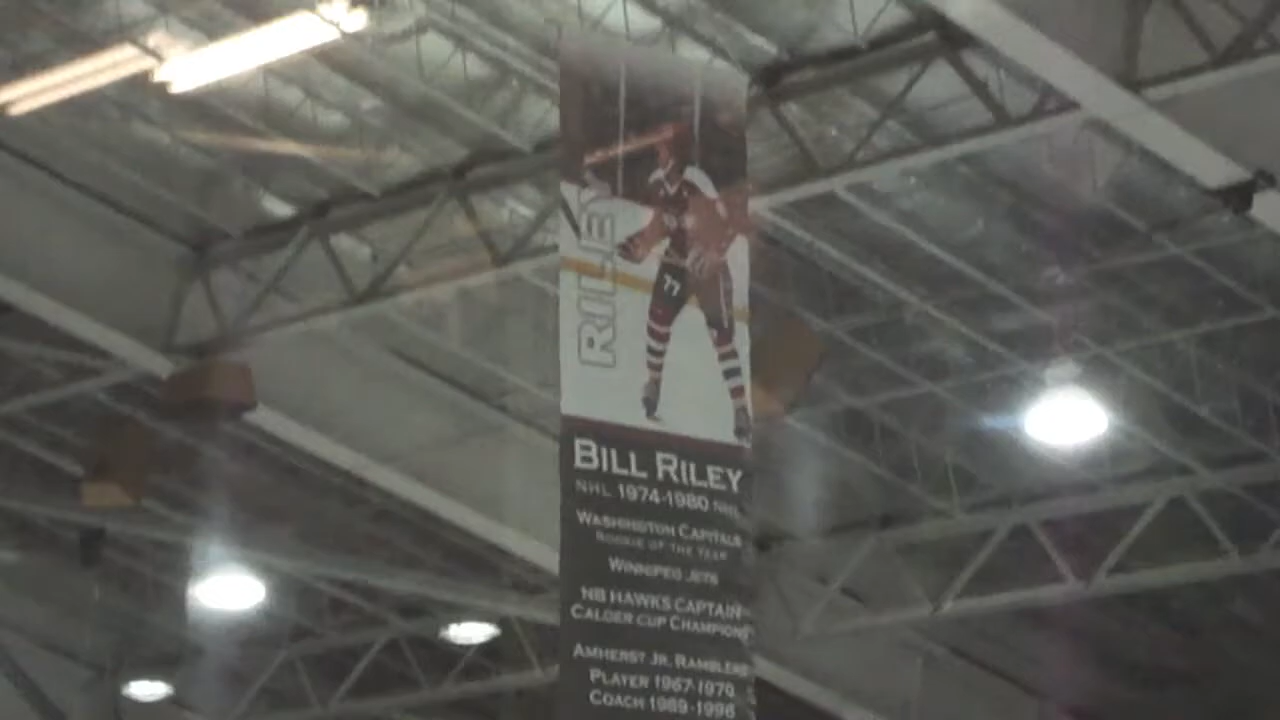 RILEY
77
BILL RILEY
NHL 1974-1980 NHL
WASHINGTON CAPITALS
ROOKIE OF THE YEAR
WINNIPEG JETS
NB HAWKS CAPTAIN
CALDER CUP CHAMPIONS
AMHERST JR. RAMBLERS
PLAYER 1967-1970
COACH 1989-1996